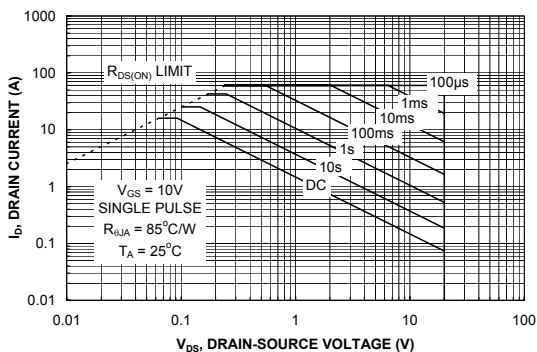 1000
100
10
1
0.1
0.01
I_D, DRAIN CURRENT (A)
R_DS(ON) LIMIT
100µs
1ms
10ms
100ms
1s
10s
DC
V_GS = 10V
SINGLE PULSE
R_θJA = 85°C/W
T_A = 25°C
0.01 0.1 1 10 100
V_DS, DRAIN-SOURCE VOLTAGE (V)